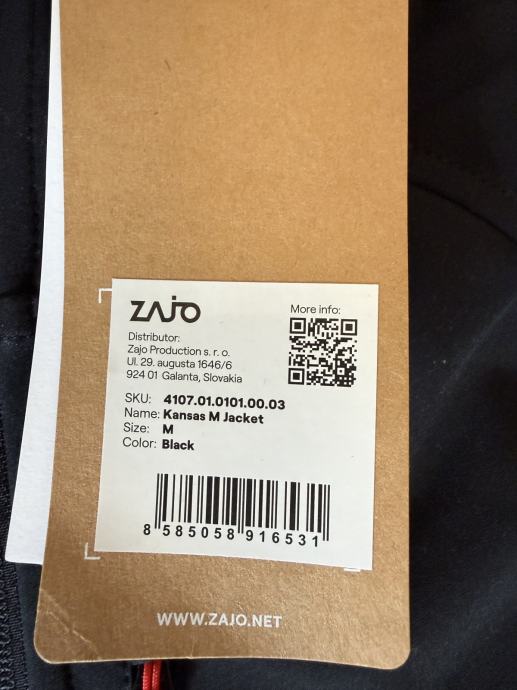 ZAJO
More info:
Distributor:
Zajo Production s. r. o.
Ul. 29. augusta 1646/6
924 01 Galanta, Slovakia
SKU: 4107.01.0101.00.03
Name: Kansas M Jacket
Size: M
Color: Black
8 585058 916531
WWW.ZAJO.NET